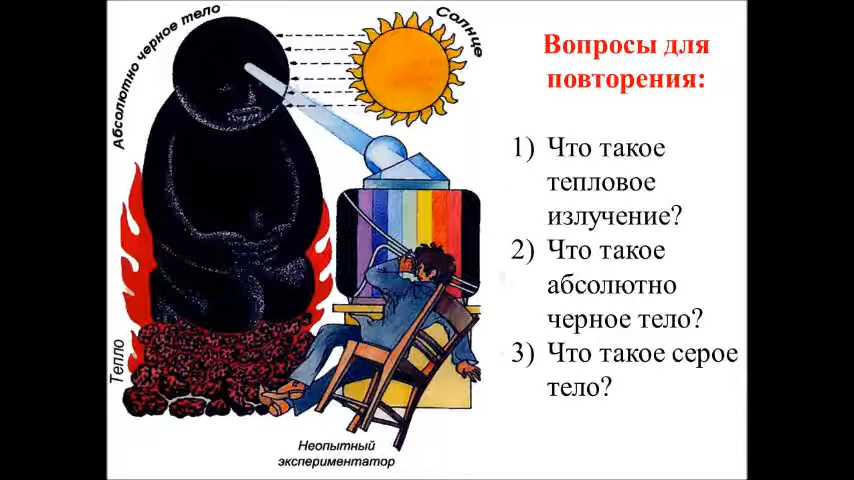 Абсолютно черное тело
Солнце
Вопросы для
повторения:
1) Что такое
тепловое
излучение?
2) Что такое
абсолютно
черное тело?
3) Что такое серое
тело?
Тепло
Неопытный
экспериментатор